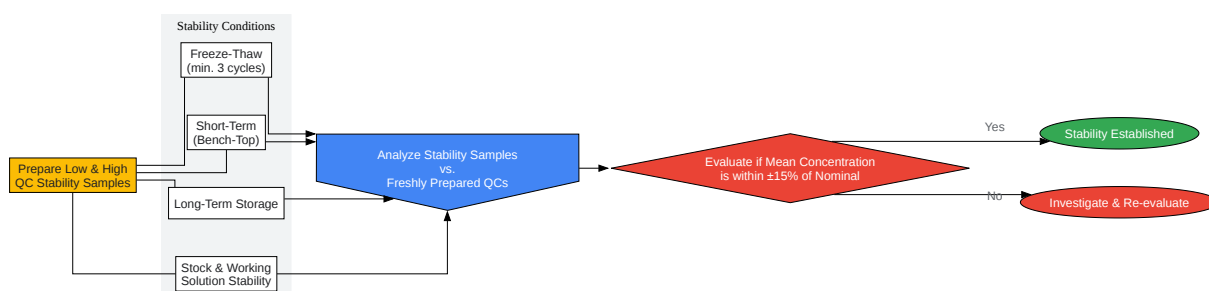 Stability Conditions
Freeze-Thaw
(min. 3 cycles)
Short-Term
(Bench-Top)
Prepare Low & High
QC Stability Samples
Long-Term Storage
Stock & Working
Solution Stability
Analyze Stability Samples
vs.
Freshly Prepared QCs
Evaluate if Mean Concentration
is within ±15% of Nominal
Yes
Stability Established
No
Investigate & Re-evaluate